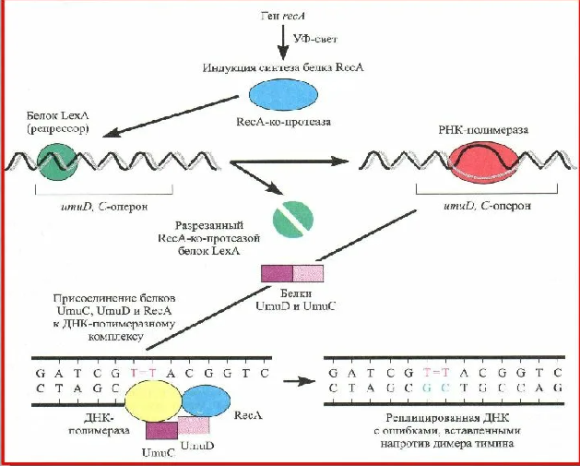 Ген recA
УФ-свет
Индукция синтеза белка RecA
RecA-ко-протеаза
Белок LexA
(репрессор)
РНК-полимераза
umuD, C-оперон
umuD, C-оперон
Разрезанный
RecA-ко-протеазой
белок LexA
Белки
UmuD и UmuC
Присоединение белков
UmuC, UmuD и RecA
к ДНК-полимеразному
комплексу
G A T C G T=T A C G G T C
C T A G C
ДНК-
полимераза
RecA
UmuD
UmuC
G A T C G T=T A C G G T C
C T A G C G C T G C C A G
Реплицированная ДНК
с ошибками, вставленными
напротив димера тимина